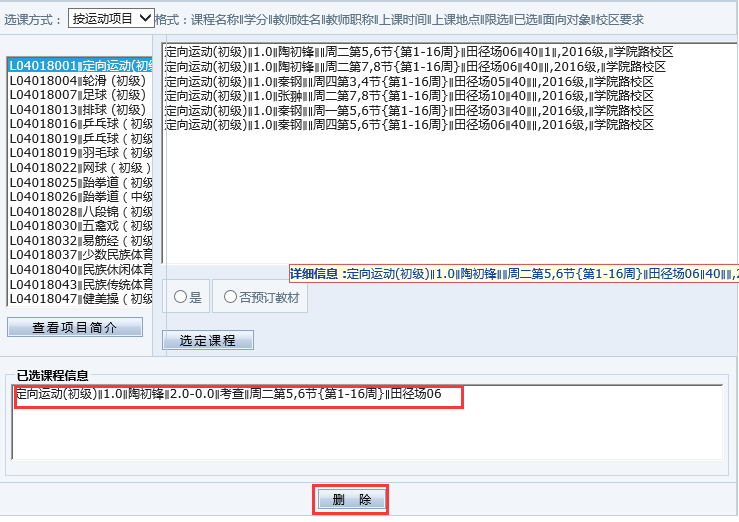 选课方式： 按运动项目 格式：课程名称‖学分‖教师姓名‖教师职称‖上课时间‖上课地点‖限选‖已选‖面向对象‖校区要求
L04018001‖定向运动(初级
L04018004‖轮滑 (初级)
L04018007‖足球 (初级)
L04018013‖排球 (初级)
L04018016‖乒乓球 ( 初级
L04018019‖乒乓球 ( 初级
L04018019‖羽毛球 ( 初级
L04018022‖网球 ( 初级 )
L04018025‖跆拳道 ( 初级
L04018026‖跆拳道 ( 中级
L04018028‖八段锦 ( 初级
L04018030‖五禽戏 ( 初级
L04018032‖易筋经 ( 初级
L04018037‖少数民族体育
L04018040‖民族休闲体育
L04018043‖民族传统体育
L04018047‖健美操 ( 初级
定向运动(初级)‖1.0‖陶初锋‖‖周二第5,6节{第1-16周}‖田径场06‖40‖1‖,2016级,‖学院路校区
定向运动(初级)‖1.0‖陶初锋‖‖周二第7,8节{第1-16周}‖田径场06‖40‖‖,2016级,‖学院路校区
定向运动(初级)‖1.0‖秦钢‖‖周四第3,4节{第1-16周}‖田径场05‖40‖‖,2016级,‖学院路校区
定向运动(初级)‖1.0‖张翀‖‖周二第7,8节{第1-16周}‖田径场10‖40‖‖,2016级,‖学院路校区
定向运动(初级)‖1.0‖秦钢‖‖周一第5,6节{第1-16周}‖田径场03‖40‖‖,2016级,‖学院路校区
定向运动(初级)‖1.0‖秦钢‖‖周四第5,6节{第1-16周}‖田径场06‖40‖‖,2016级,‖学院路校区
详细信息 :定向运动(初级)‖1.0‖陶初锋‖‖周二第7,8节{第1-16周}‖田径场06‖40‖‖,2
是 否预订教材
查看项目简介
选定课程
已选课程信息
定向运动(初级)‖1.0‖陶初锋‖2.0-0.0‖考查‖周二第5,6节{第1-16周}‖田径场06
删 除